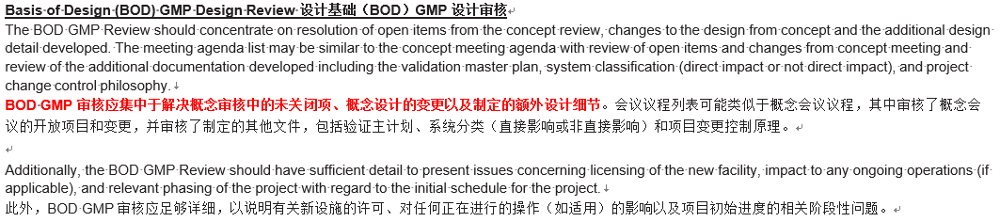 Basis of Design (BOD) GMP Design Review 设计基础（BOD）GMP 设计审核
The BOD GMP Review should concentrate on resolution of open items from the concept review, changes to the design from concept and the additional design
detail developed. The meeting agenda list may be similar to the concept meeting agenda with review of open items and changes from concept meeting and
review of the additional documentation developed including the validation master plan, system classification (direct impact or not direct impact), and project
change control philosophy.
BOD GMP 审核应集中于解决概念审核中的未关闭项、概念设计的变更以及制定的额外设计细节。会议议程列表可能类似于概念会议议程，其中审核了概念会
议的开放项目和变更，并审核了制定的其他文件，包括验证主计划、系统分类（直接影响或非直接影响）和项目变更控制原理。
Additionally, the BOD GMP Review should have sufficient detail to present issues concerning licensing of the new facility, impact to any ongoing operations (if
applicable), and relevant phasing of the project with regard to the initial schedule for the project.
此外，BOD GMP 审核应足够详细，以说明有关新设施的许可、对任何正在进行的操作（如适用）的影响以及项目初始进度的相关阶段性问题。